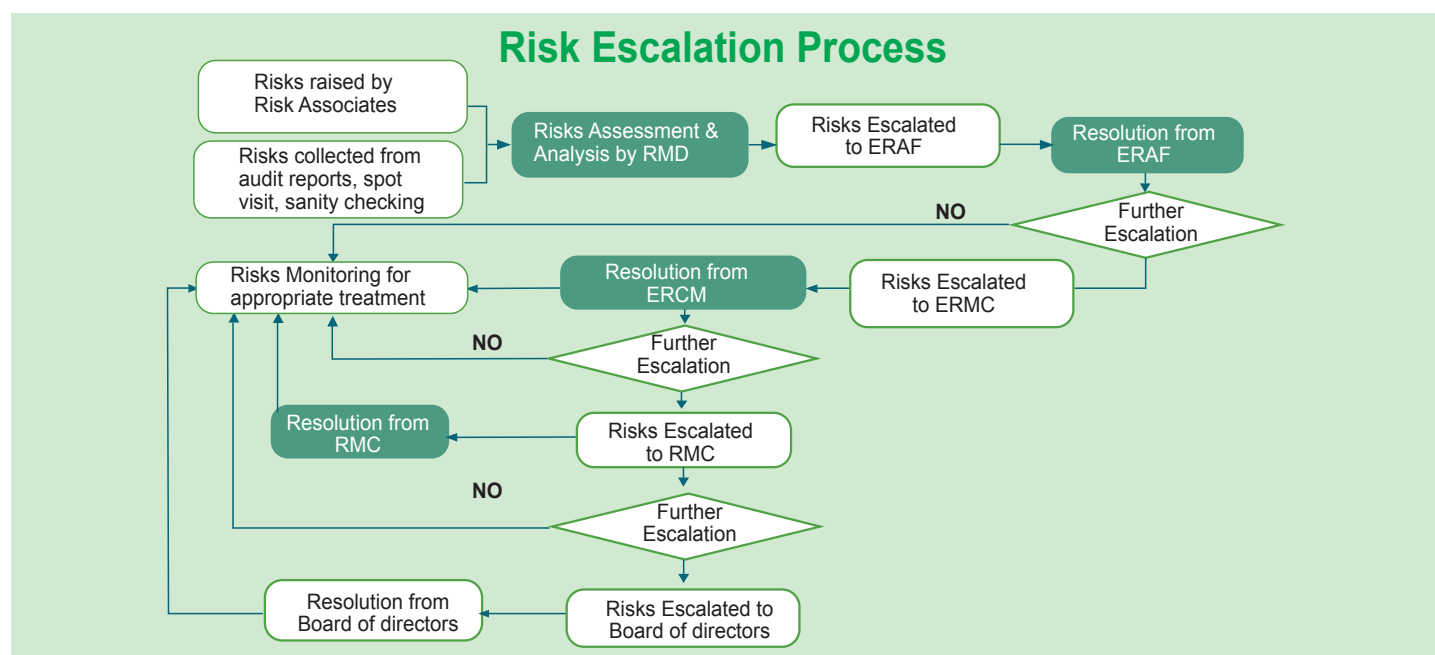 Risk Escalation Process
Risks raised by
Risk Associates
Risks collected from
audit reports, spot
visit, sanity checking
Risks Assessment &
Analysis by RMD
Risks Escalated
to ERAF
Resolution from
ERAF
NO
Further
Escalation
Risks Monitoring for
appropriate treatment
Resolution from
ERCM
Risks Escalated
to ERMC
NO
Further
Escalation
Resolution from
RMC
Risks Escalated
to RMC
NO
Further
Escalation
Resolution from
Board of directors
Risks Escalated to
Board of directors